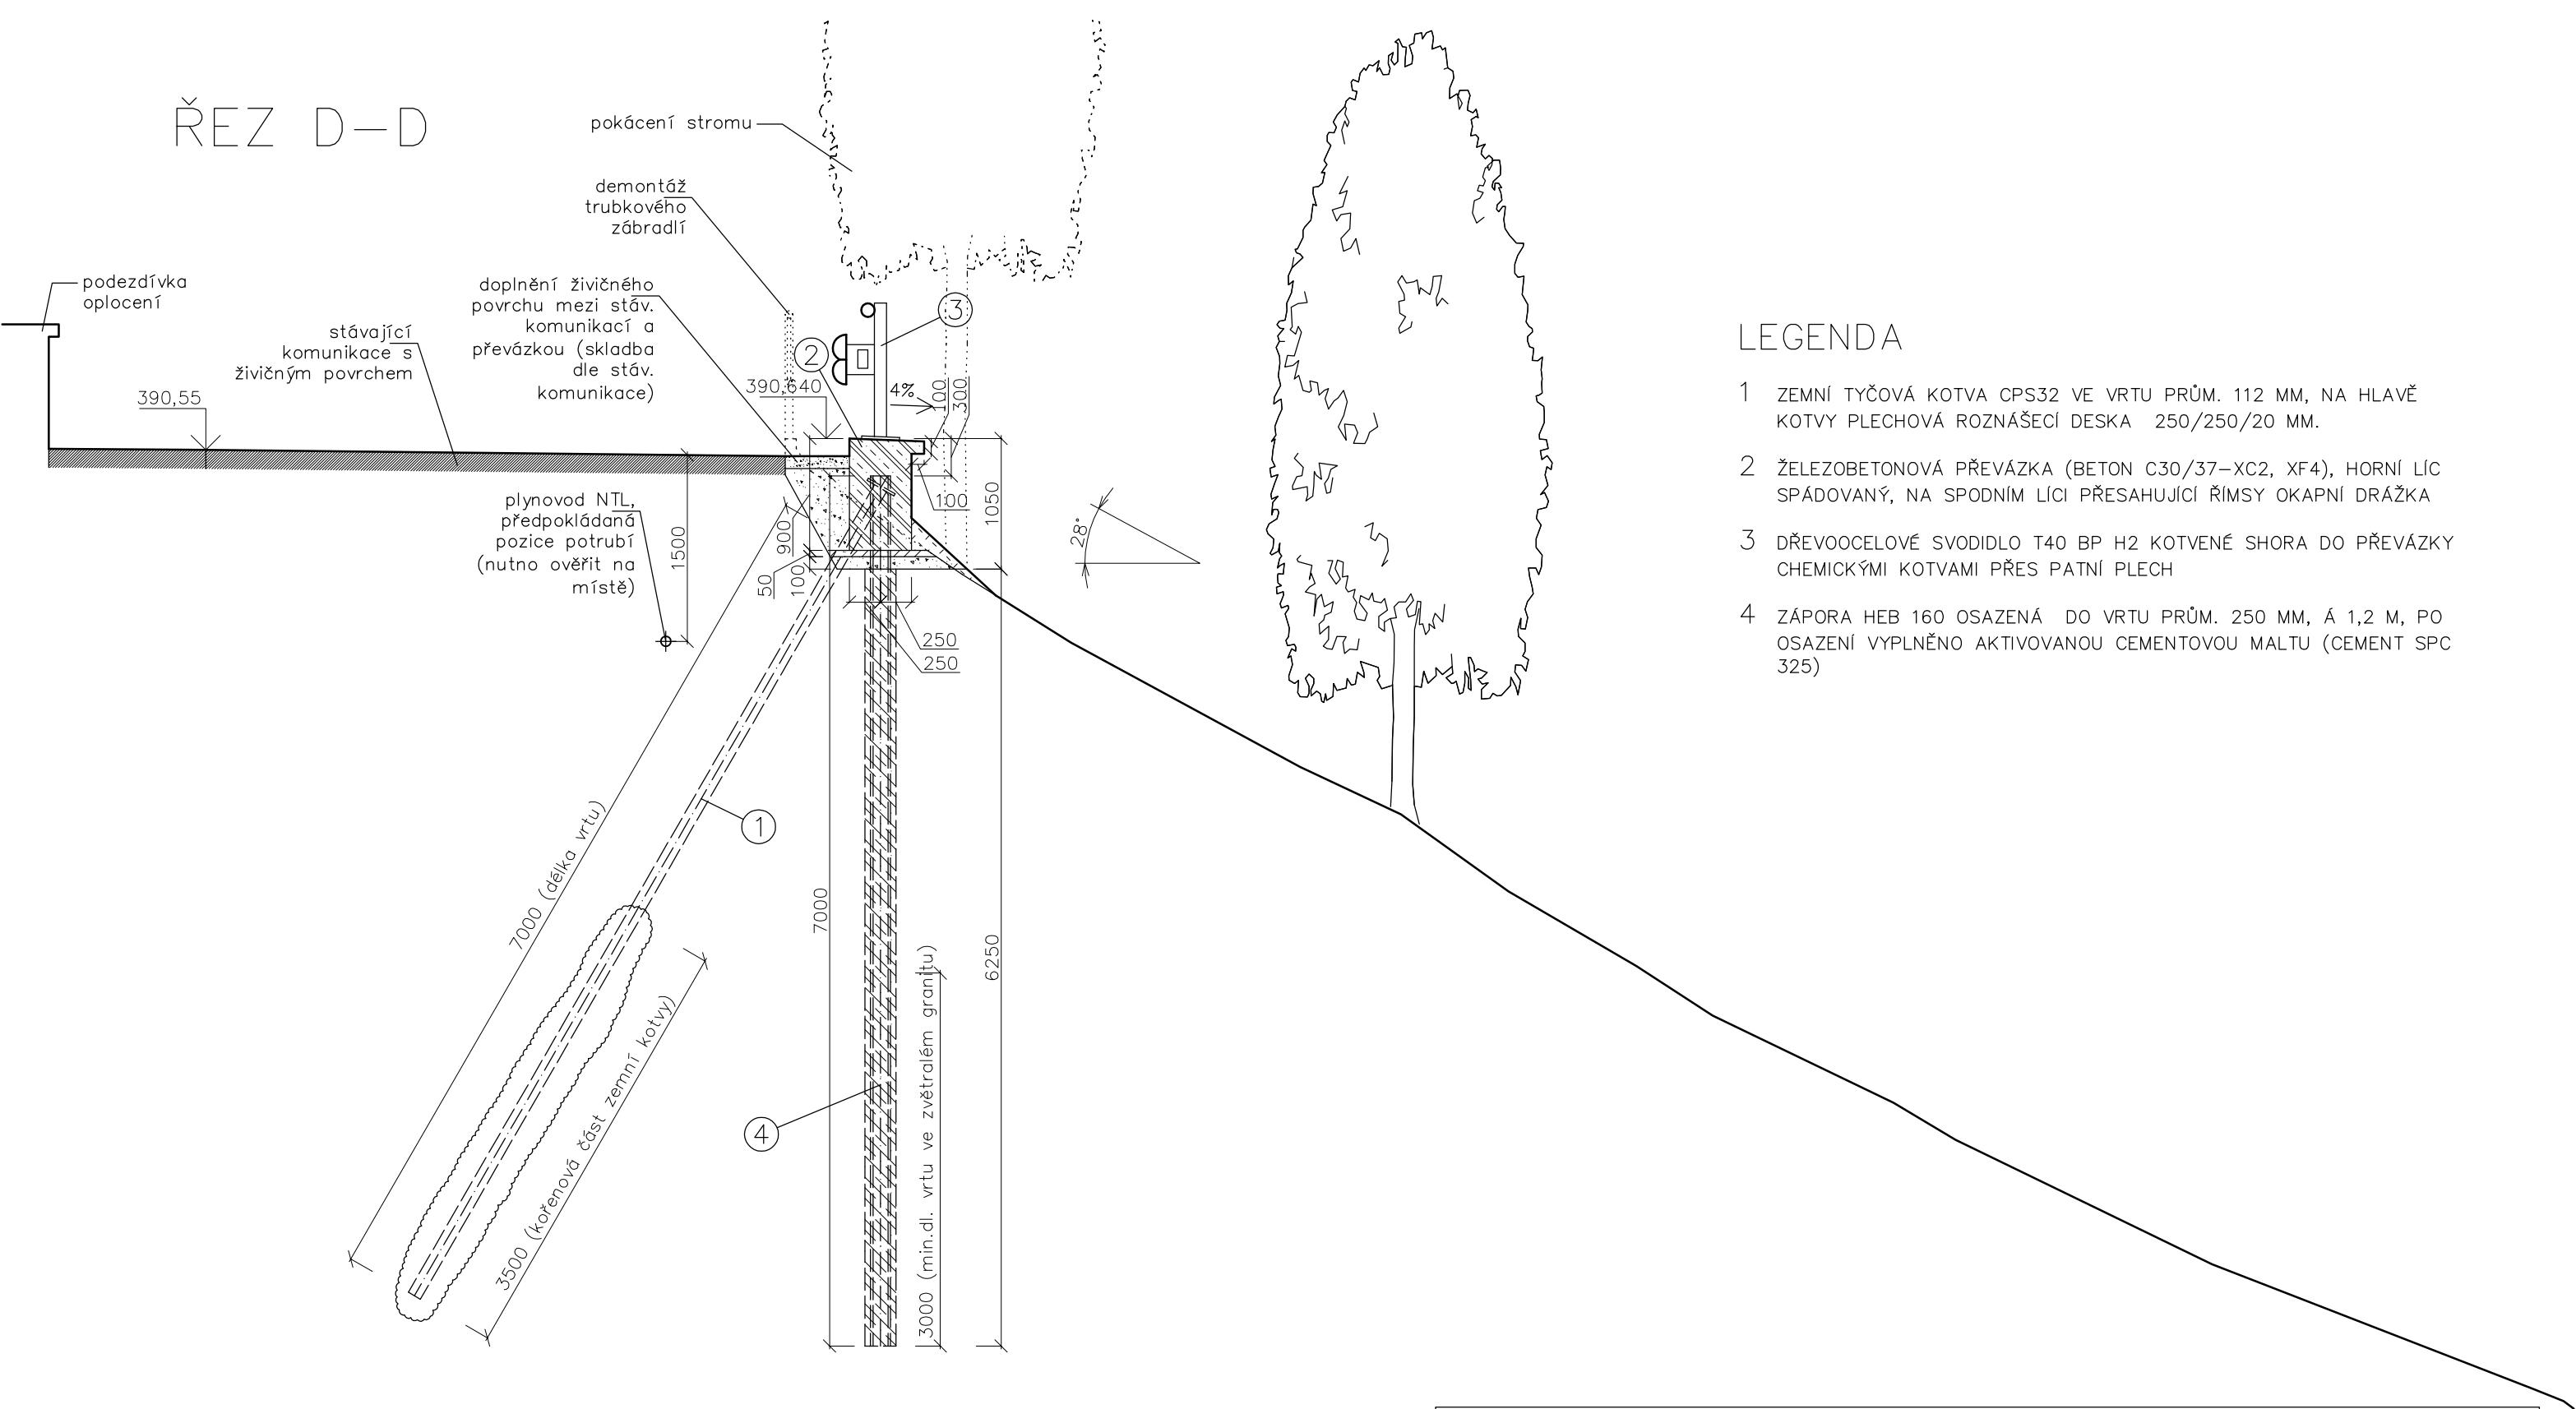 ŘEZ D–D
pokácení stromu
demontáž
trubkového
zábradlí
podezdívka
oplocení
stávající
komunikace s
živičným povrchem
doplnění živičného
povrchu mezi stáv.
komunikací a
převázkou (skladba
dle stáv.
komunikace)
3
2
390,55
390,640
4%
100
300
plynovod NTL,
předpokládaná
pozice potrubí
(nutno ověřit na
místě)
1500
900
50
100
100
1050
28°
250
250
1
7000 (délka vrtu)
7000
6250
3500 (kořenová část zemní kotvy)
3000 (min.dl. vrtu ve zvětralém granitu)
4
LEGENDA
1 ZEMNÍ TYČOVÁ KOTVA CPS32 VE VRTU PRŮM. 112 MM, NA HLAVĚ
KOTVY PLECHOVÁ ROZNÁŠECÍ DESKA 250/250/20 MM.
2 ŽELEZOBETONOVÁ PŘEVÁZKA (BETON C30/37–XC2, XF4), HORNÍ LÍC
SPÁDOVANÝ, NA SPODNÍM LÍCI PŘESAHUJÍCÍ ŘÍMSY OKAPNÍ DRÁŽKA
3 DŘEVOOCELOVÉ SVODIDLO T40 BP H2 KOTVENÉ SHORA DO PŘEVÁZKY
CHEMICKÝMI KOTVAMI PŘES PATNÍ PLECH
4 ZÁPORA HEB 160 OSAZENÁ DO VRTU PRŮM. 250 MM, Á 1,2 M, PO
OSAZENÍ VYPLNĚNO AKTIVOVANOU CEMENTOVOU MALTU (CEMENT SPC
325)